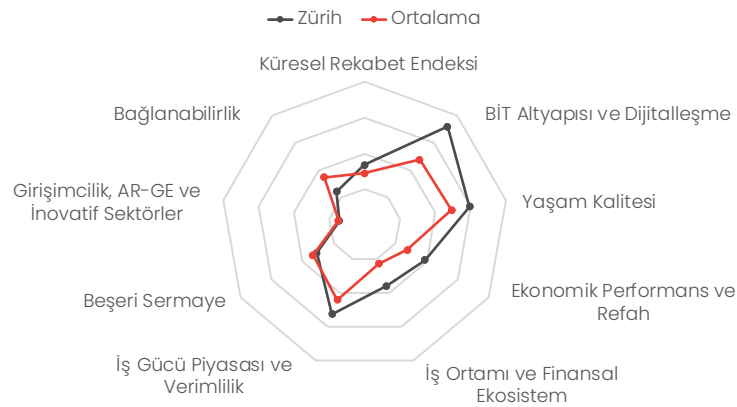 Zürih
Ortalama
Küresel Rekabet Endeksi
BİT Altyapısı ve Dijitalleşme
Yaşam Kalitesi
Ekonomik Performans ve
Refah
İş Ortamı ve Finansal
Ekosistem
İş Gücü Piyasası ve
Verimlilik
Beşeri Sermaye
Girişimcilik, AR-GE ve
İnovatif Sektörler
Bağlanabilirlik